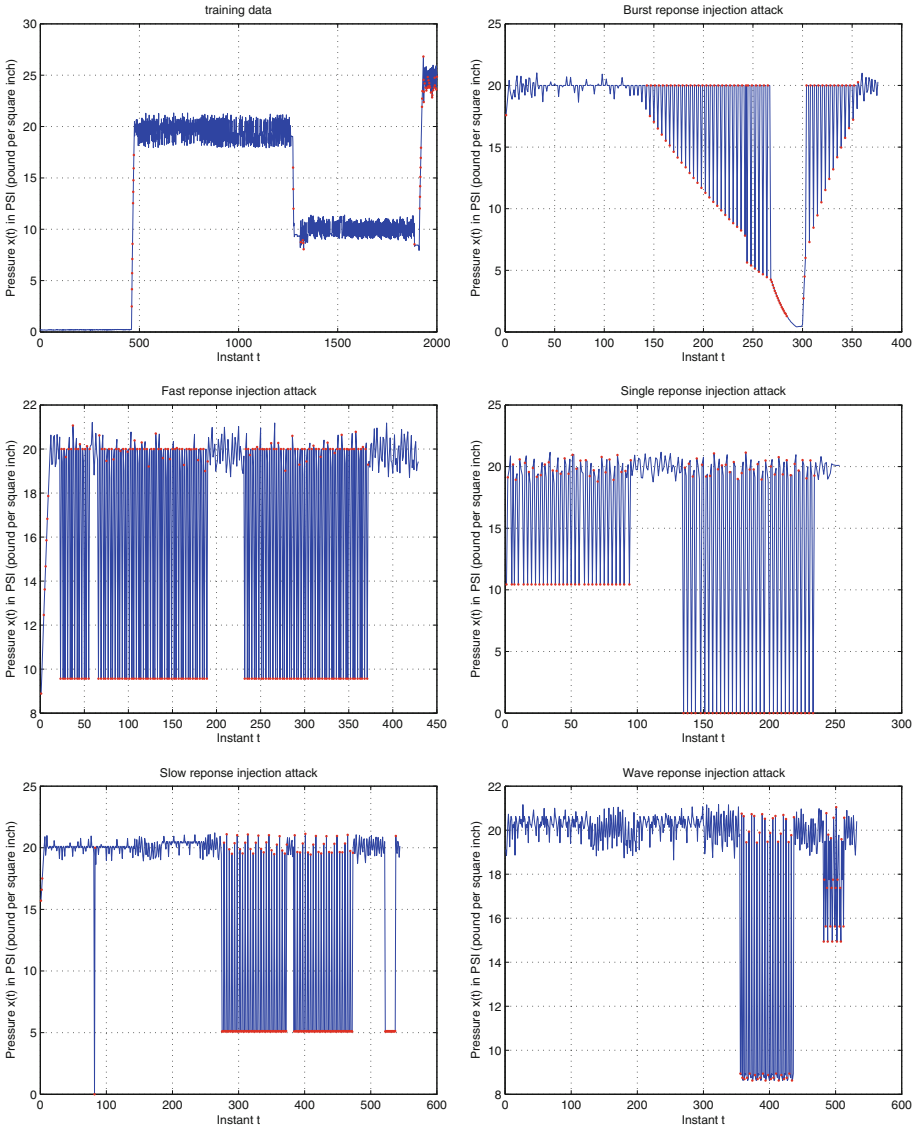 training data
30
25
20
15
10
5
0
0 500 1000 1500 2000
Instant t
Pressure x(t) in PSI (pound per square inch)
Burst reponse injection attack
25
20
15
10
5
0
0 50 100 150 200 250 300 350 400
Instant t
Pressure x(t) in PSI (pound per square inch)
Fast reponse injection attack
22
20
18
16
14
12
10
8
0 50 100 150 200 250 300 350 400 450
Instant t
Pressure x(t) in PSI (pound per square inch)
Single reponse injection attack
25
20
15
10
5
0
0 50 100 150 200 250 300
Instant t
Pressure x(t) in PSI (pound per square inch)
Slow reponse injection attack
25
20
15
10
5
0
0 100 200 300 400 500 600
Instant t
Pressure x(t) in PSI (pound per square inch)
Wave reponse injection attack
22
20
18
16
14
12
10
8
0 100 200 300 400 500 600
Instant t
Pressure x(t) in PSI (pound per square inch)